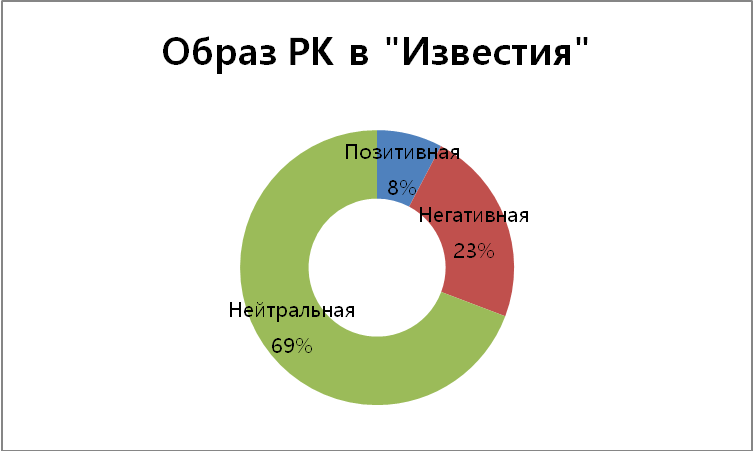 Образ РК в "Известия"
Позитивная
8%
Негативная
23%
Нейтральная
69%